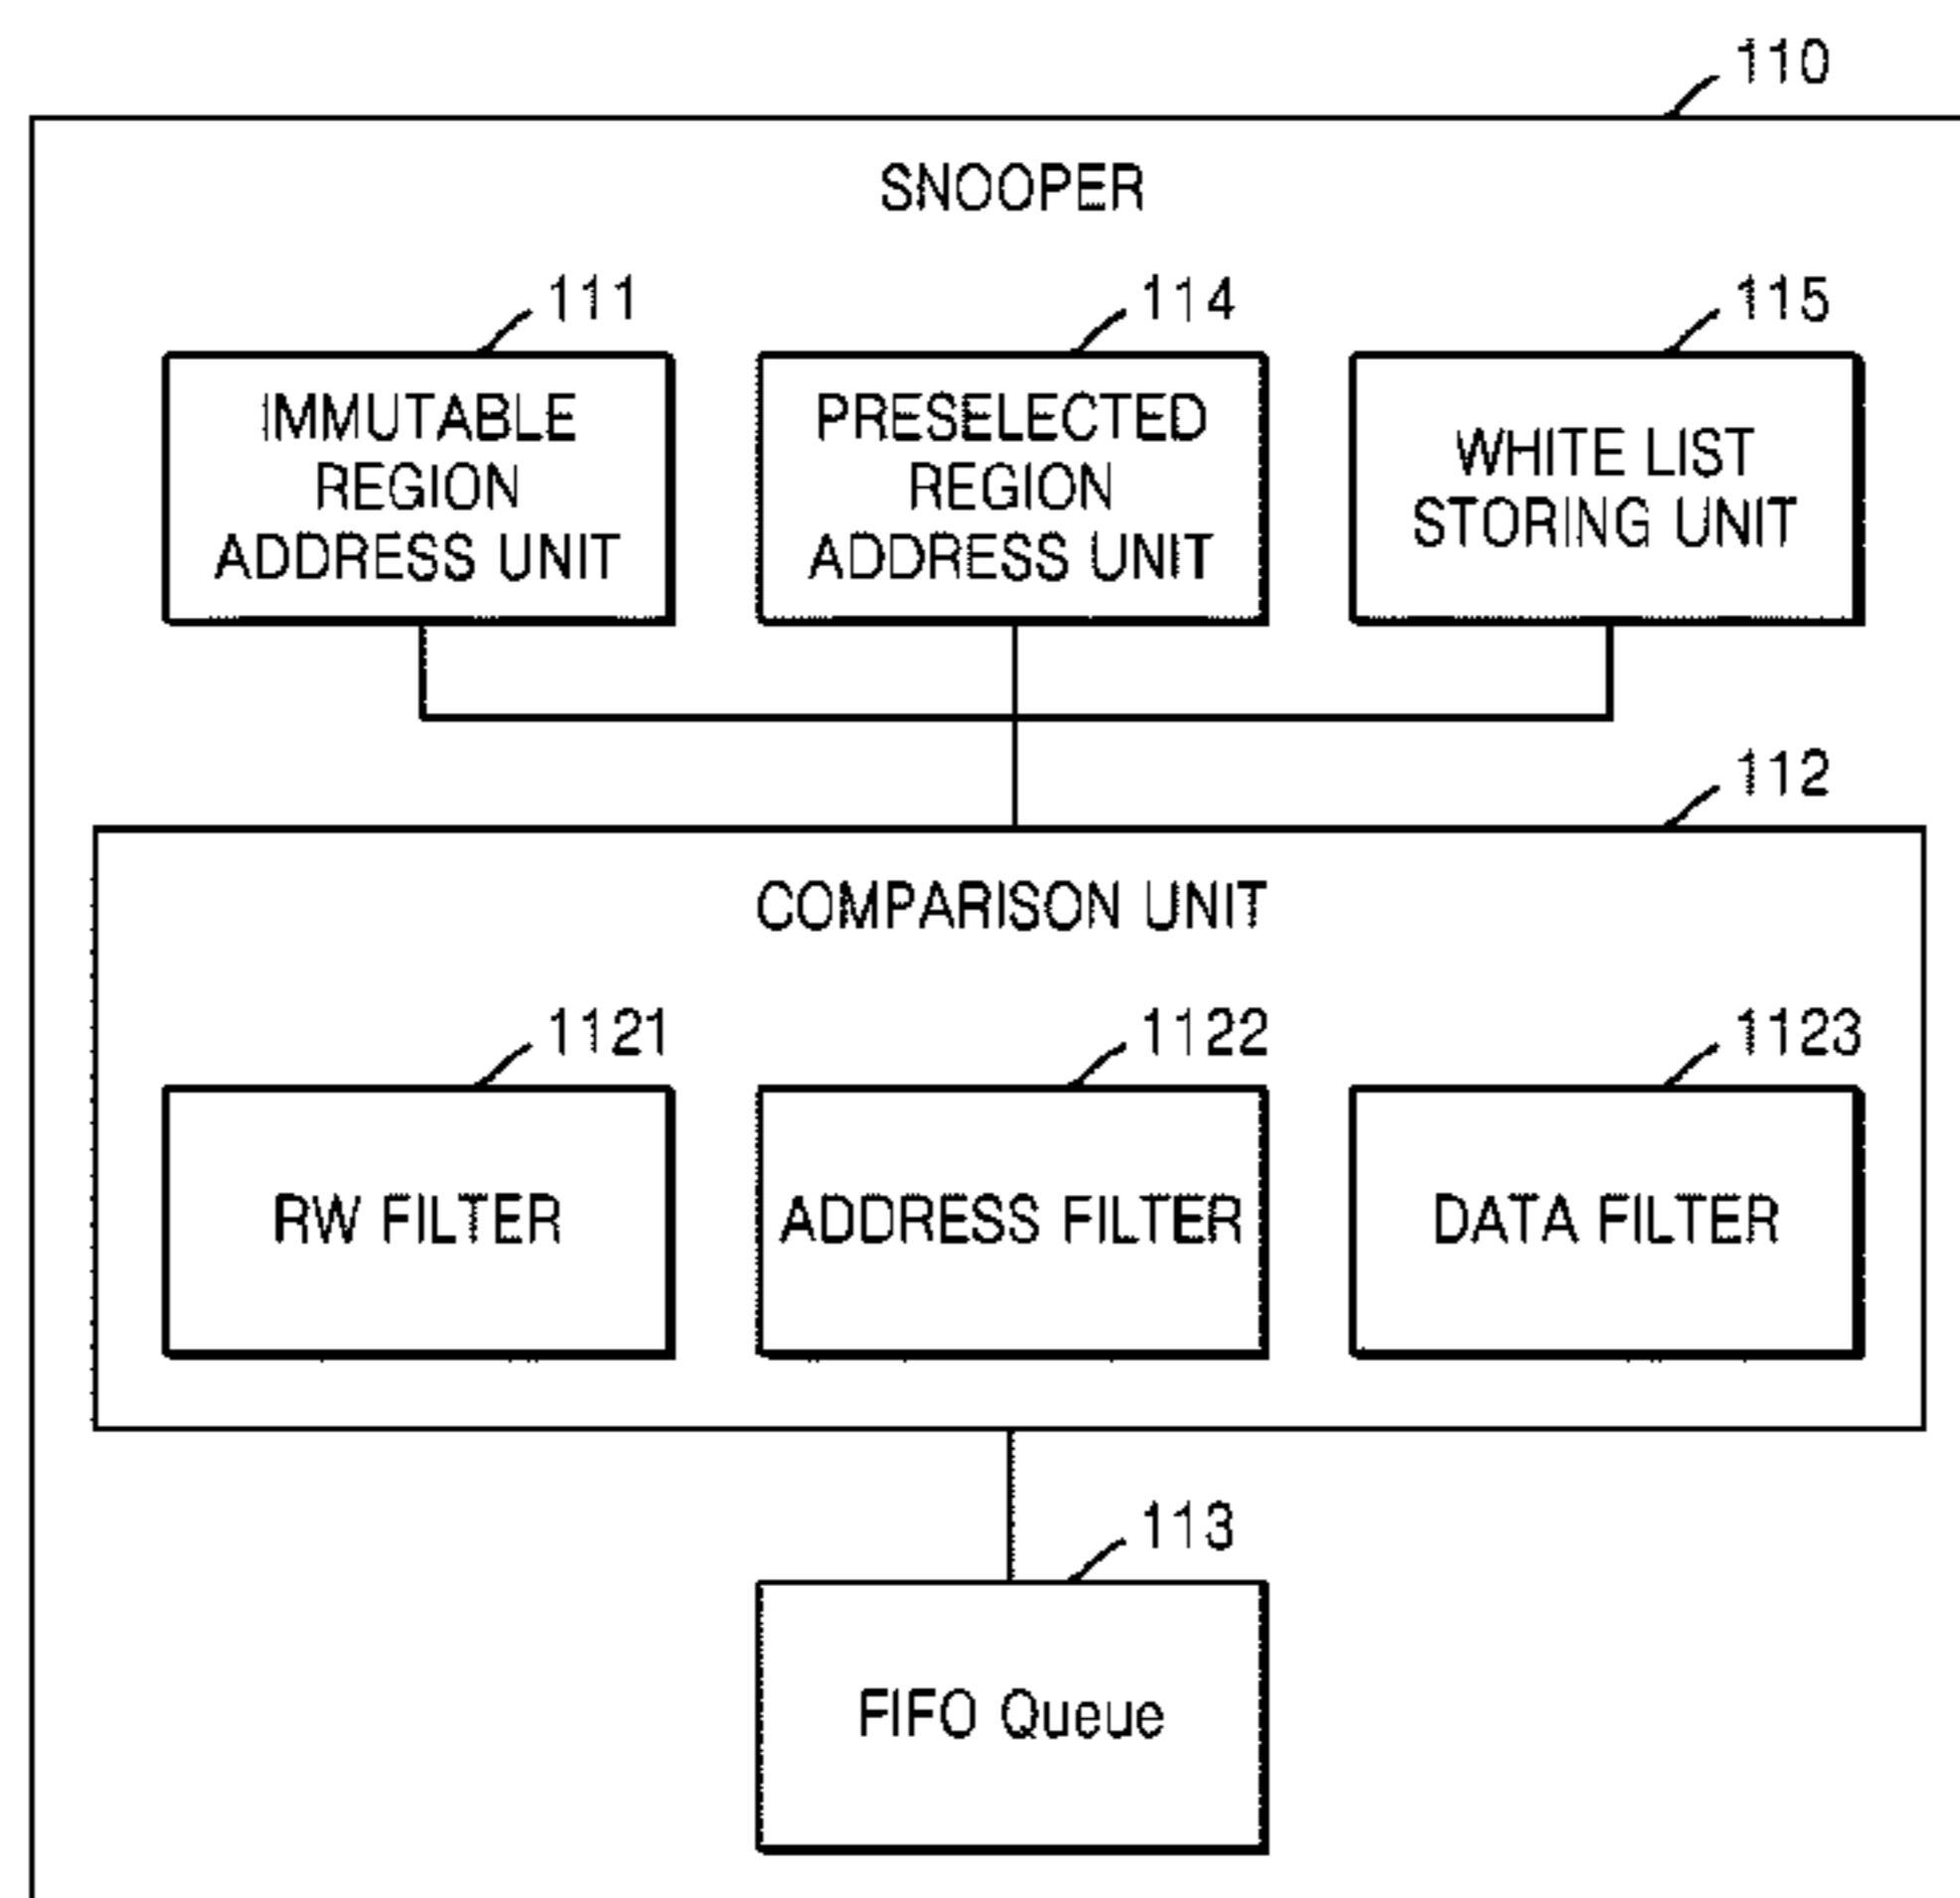 110
SNOOPER
111
114
115
IMMUTABLE
REGION
ADDRESS UNIT
PRESELECTED
REGION
ADDRESS UNIT
WHITE LIST
STORING UNIT
112
COMPARISON UNIT
1121
1122
1123
RW FILTER
ADDRESS FILTER
DATA FILTER
113
FIFO Queue